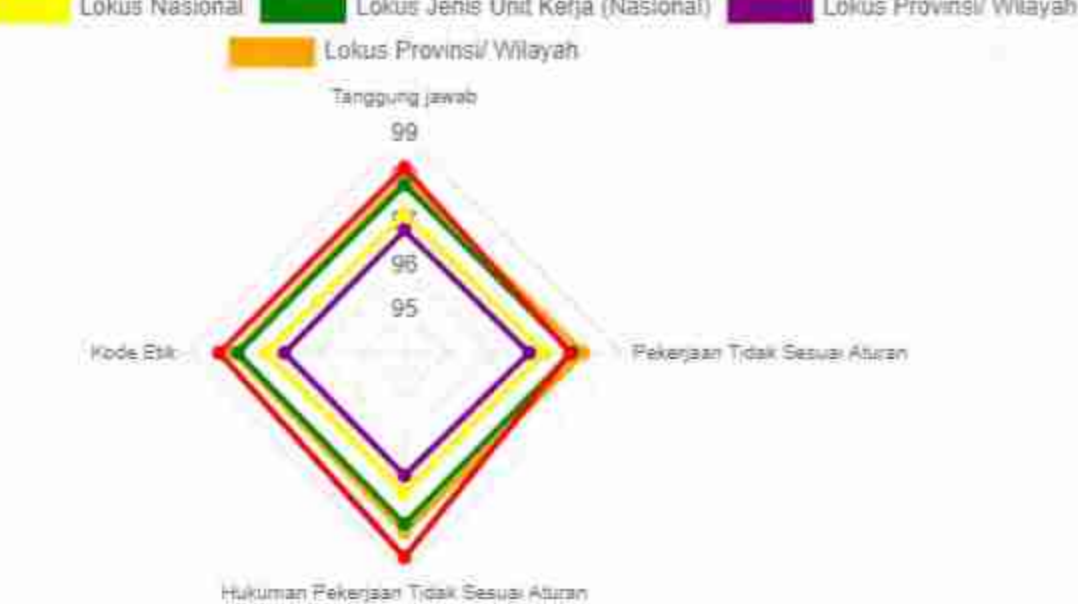 Lokus Nasional Lokus Jenis Unit Kerja (Nasional) Lokus Provinsi/ Wilayah
Lokus Provinsi/ Wilayah
Tanggung jawab
99
97
96
95
Kode Etik
Pekerjaan Tidak Sesuai Aturan
Hukuman Pekerjaan Tidak Sesuai Aturan